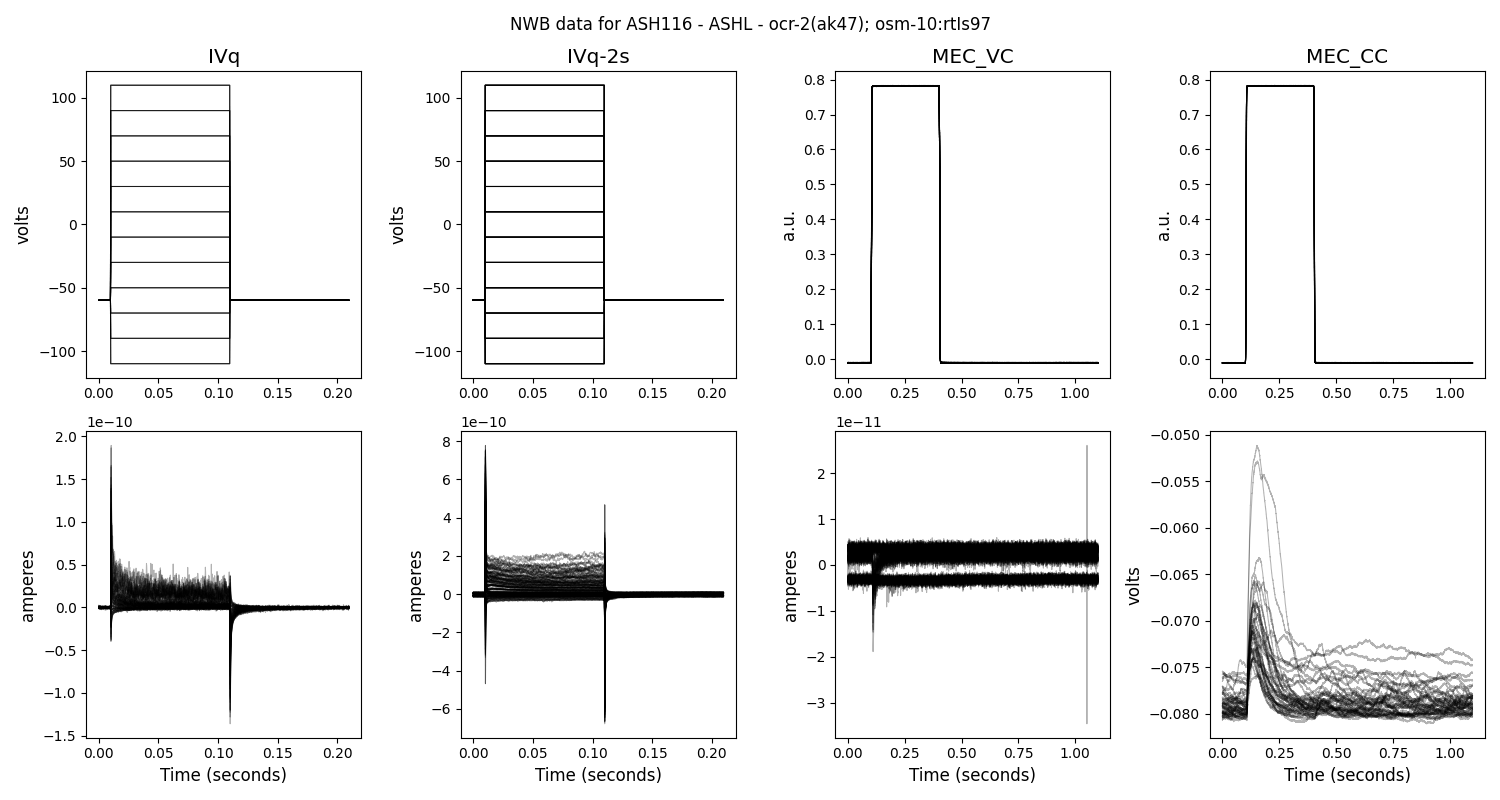 NWB data for ASH116 - ASHL - ocr-2(ak47); osm-10:rtIs97
IVq
IVq-2s
MEC_VC
MEC_CC
volts
100
50
0
−50
−100
0.00 0.05 0.10 0.15 0.20
volts
100
50
0
−50
−100
0.00 0.05 0.10 0.15 0.20
a.u.
0.8
0.7
0.6
0.5
0.4
0.3
0.2
0.1
0.0
0.00 0.25 0.50 0.75 1.00
a.u.
0.8
0.7
0.6
0.5
0.4
0.3
0.2
0.1
0.0
0.00 0.25 0.50 0.75 1.00
1e−10
amperes
2.0
1.5
1.0
0.5
0.0
−0.5
−1.0
−1.5
0.00 0.05 0.10 0.15 0.20
Time (seconds)
1e−10
amperes
8
6
4
2
0
−2
−4
−6
0.00 0.05 0.10 0.15 0.20
Time (seconds)
1e−11
amperes
2
1
0
−1
−2
−3
0.00 0.25 0.50 0.75 1.00
Time (seconds)
volts
−0.050
−0.055
−0.060
−0.065
−0.070
−0.075
−0.080
0.00 0.25 0.50 0.75 1.00
Time (seconds)